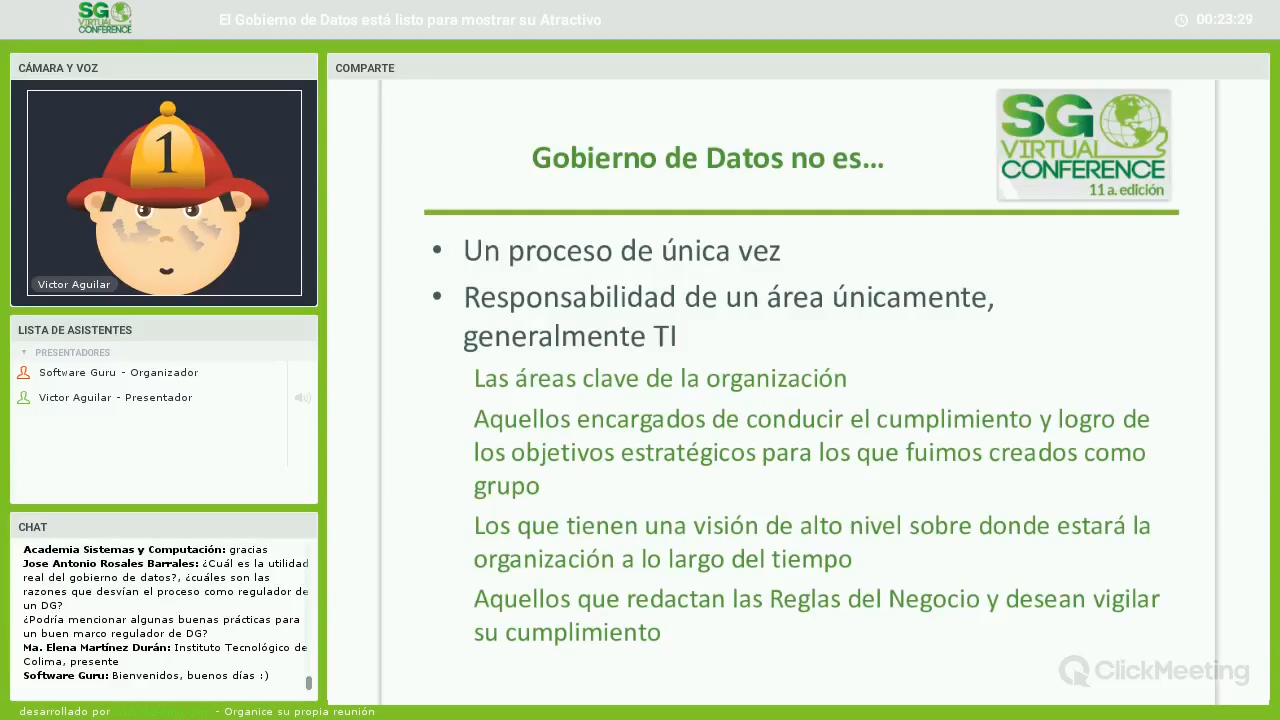 SG
VIRTUAL
CONFERENCE
El Gobierno de Datos está listo para mostrar su Atractivo
00:23:29
CÁMARA Y VOZ
1
Victor Aguilar
LISTA DE ASISTENTES
PRESENTADORES
Software Guru - Organizador
Victor Aguilar - Presentador
CHAT
Academia Sistemas y Computación: gracias
Jose Antonio Rosales Barrales: ¿Cuál es la utilidad
real del gobierno de datos?, ¿cuáles son las
razones que desvían el proceso como regulador de
un DG?
¿Podría mencionar algunas buenas prácticas para
un buen marco regulador de DG?
Ma. Elena Martínez Durán: Instituto Tecnológico de
Colima, presente
Software Guru: Bienvenidos, buenos días :)
desarrollado por
- Organice su propia reunión
COMPARTE
SG
VIRTUAL
CONFERENCE
11 a. edición
Gobierno de Datos no es...
• Un proceso de única vez
• Responsabilidad de un área únicamente,
generalmente TI
Las áreas clave de la organización
Aquellos encargados de conducir el cumplimiento y logro de
los objetivos estratégicos para los que fuimos creados como
grupo
Los que tienen una visión de alto nivel sobre donde estará la
organización a lo largo del tiempo
Aquellos que redactan las Reglas del Negocio y desean vigilar
su cumplimiento
ClickMeeting